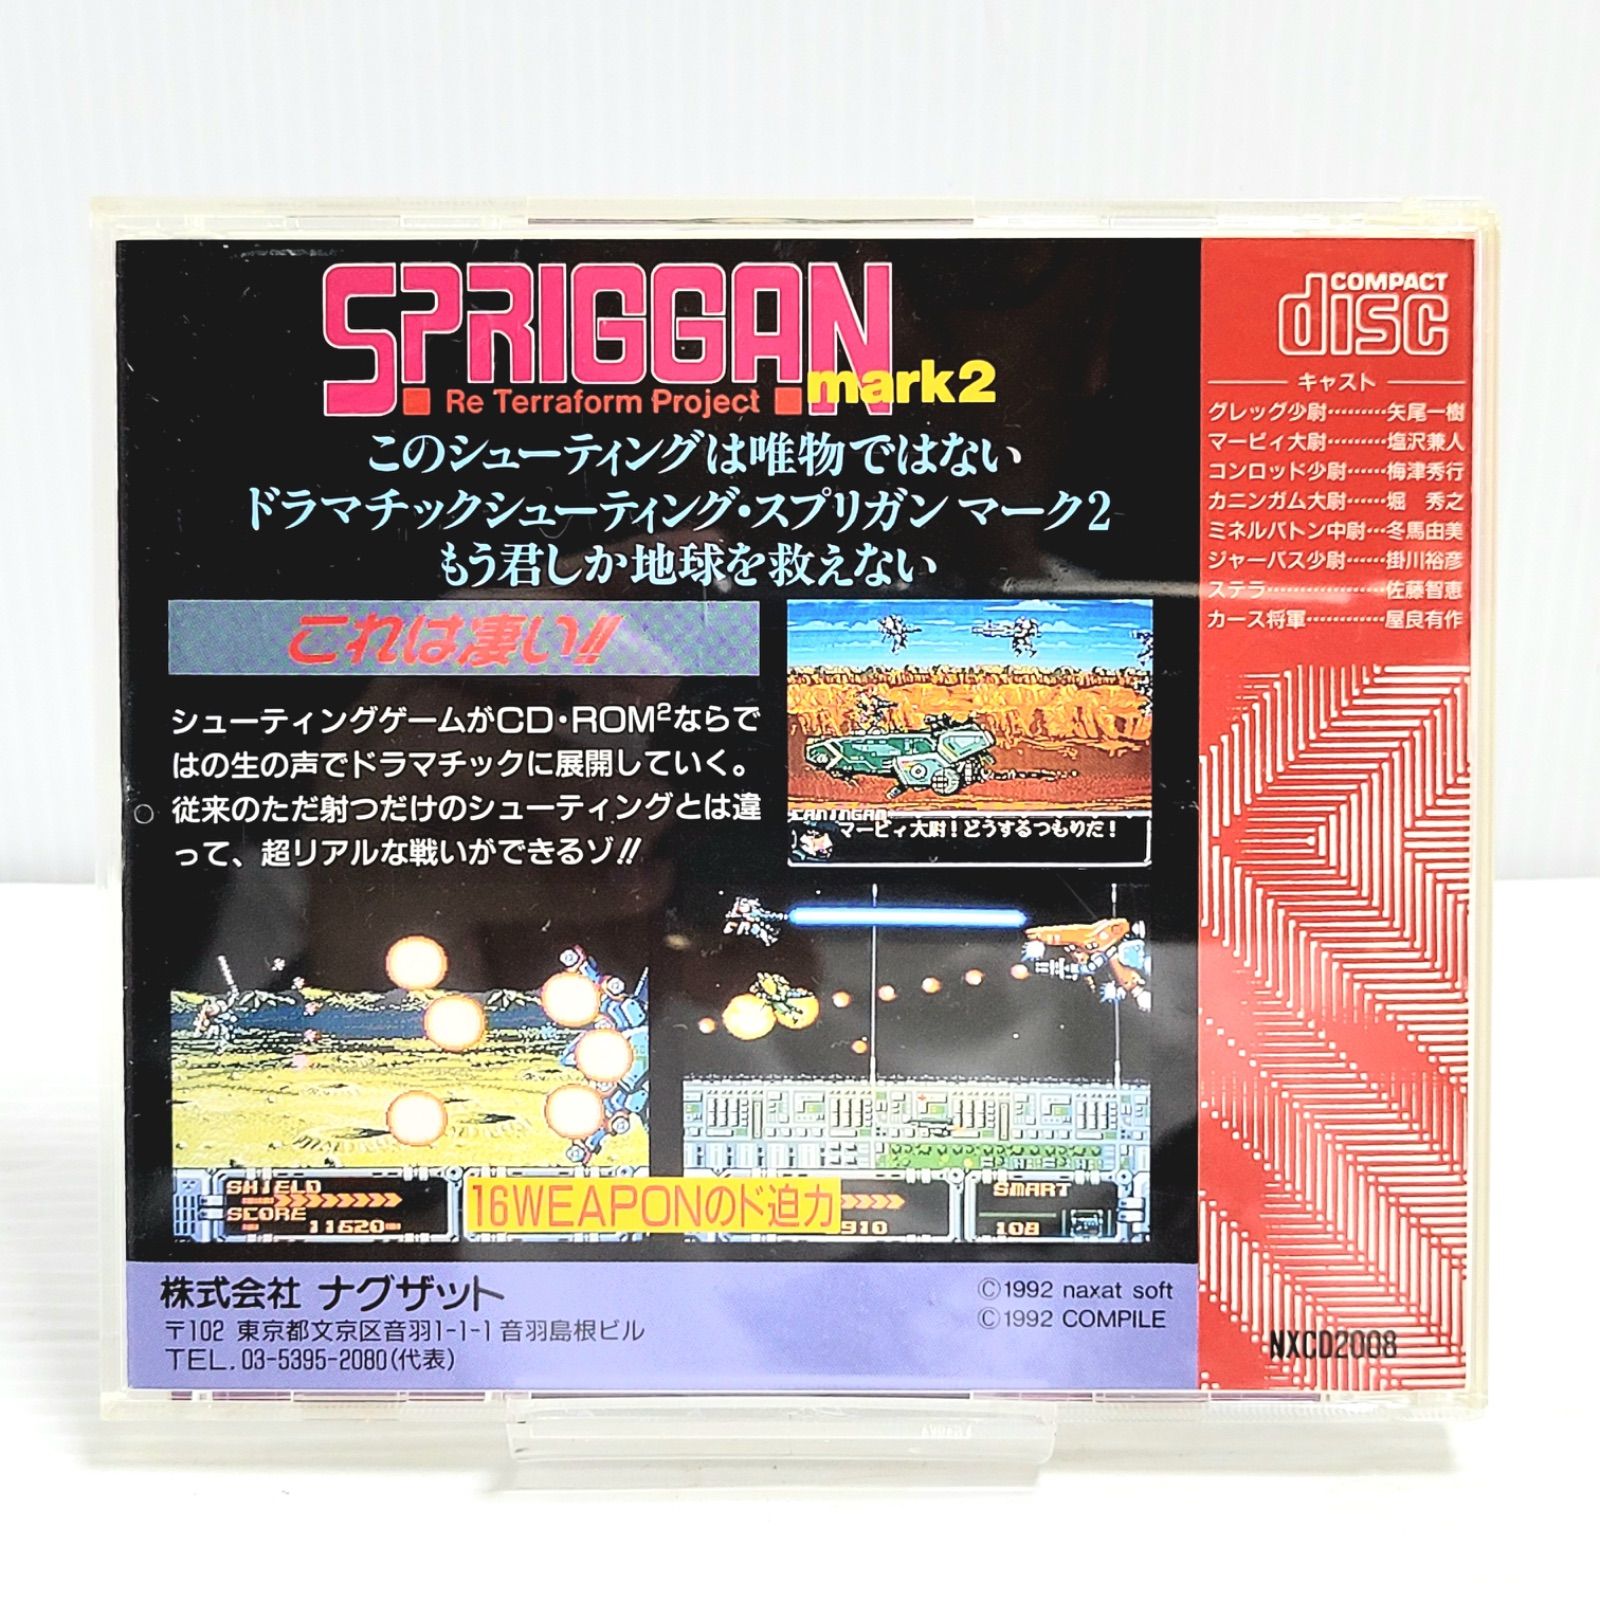 SPRIGGAN mark2
Re Terraform Project
このシューティングは唯物ではない
ドラマチックシューティング・スプリガン マーク2
もう君しか地球を救えない
これは凄い!!
シューティングゲームがCD・ROM²ならで
はの生の声でドラマチックに展開していく。
従来のただ射つだけのシューティングとは違
って、超リアルな戦いができるゾ!!
CANINGAM
マービィ大尉!どうするつもりだ!
SHIELD
SCORE
11620
16WEAPONのド迫力
910
SMART
108
株式会社 ナグザット
〒102 東京都文京区音羽1-1-1 音羽島根ビル
TEL.03-5395-2080(代表)
©1992 naxat soft
©1992 COMPILE
COMPACT
disc
キャスト
グレッグ少尉………矢尾一樹
マービィ大尉………塩沢兼人
コンロッド少尉……梅津秀行
カニンガム大尉……堀 秀之
ミネルバトン中尉…冬馬由美
ジャーバス少尉……掛川裕彦
ステラ………………佐藤智恵
カース将軍…………屋良有作
NXCD2008